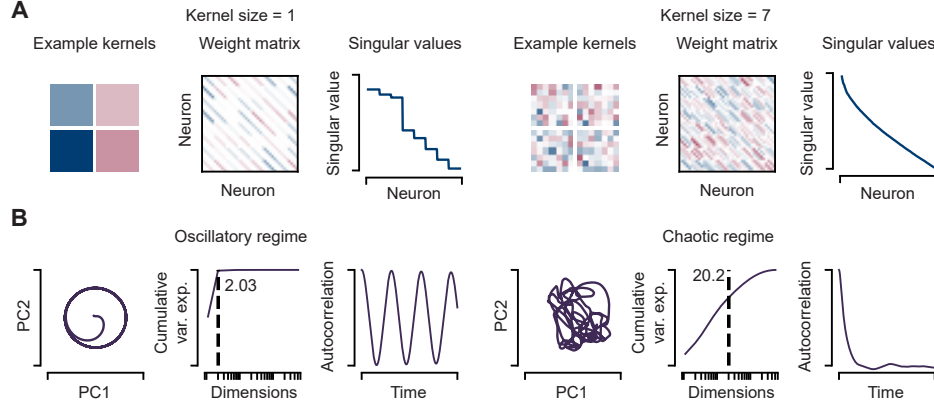 A
Kernel size = 1
Kernel size = 7
Example kernels
Weight matrix
Singular values
Example kernels
Weight matrix
Singular values
Neuron
Neuron
Singular value
Neuron
Neuron
Neuron
Singular value
Neuron
B
Oscillatory regime
Chaotic regime
PC2
PC1
Cumulative
var. exp.
2.03
Dimensions
Autocorrelation
Time
PC2
PC1
Cumulative
var. exp.
20.2
Dimensions
Autocorrelation
Time